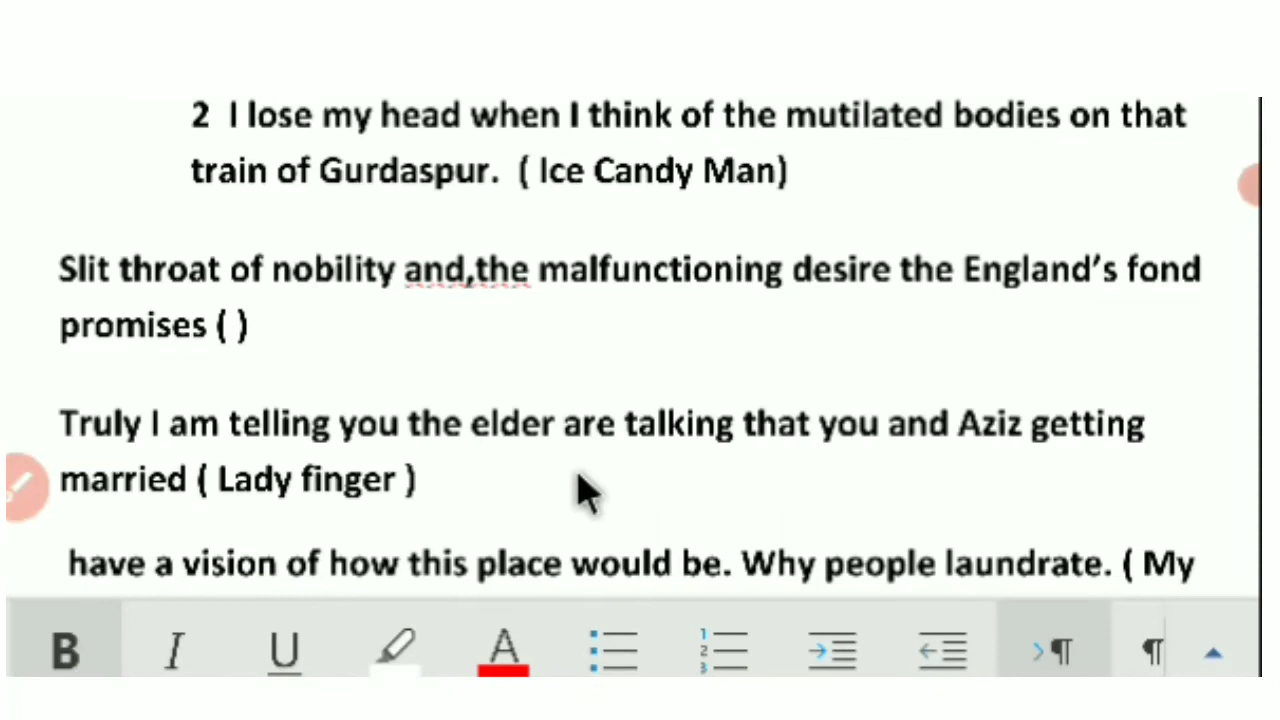 2 I lose my head when I think of the mutilated bodies on that
train of Gurdaspur. ( Ice Candy Man)
Slit throat of nobility and,the malfunctioning desire the England’s fond
promises ( )
Truly I am telling you the elder are talking that you and Aziz getting
married ( Lady finger )
have a vision of how this place would be. Why people laundrate. ( My
B I U A